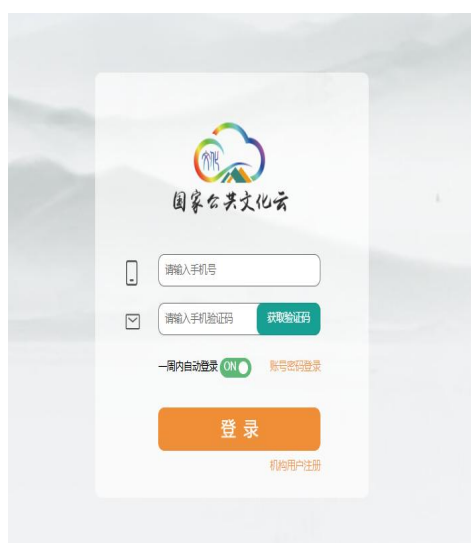 文化
国家公共文化云
请输入手机号
请输入手机验证码 获取验证码
一周内自动登录 ON 账号密码登录
登录
机构用户注册